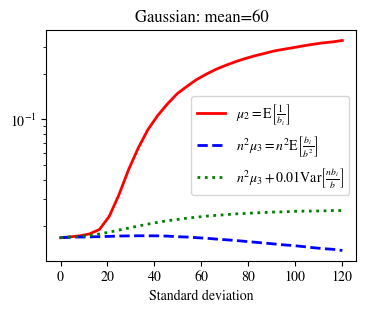 Gaussian: mean=60
10⁻¹
μ₂ = E[1/bᵢ]
n²μ₃ = n²E[bᵢ/b²]
n²μ₃ + 0.01Var[nbᵢ/b]
0 20 40 60 80 100 120
Standard deviation